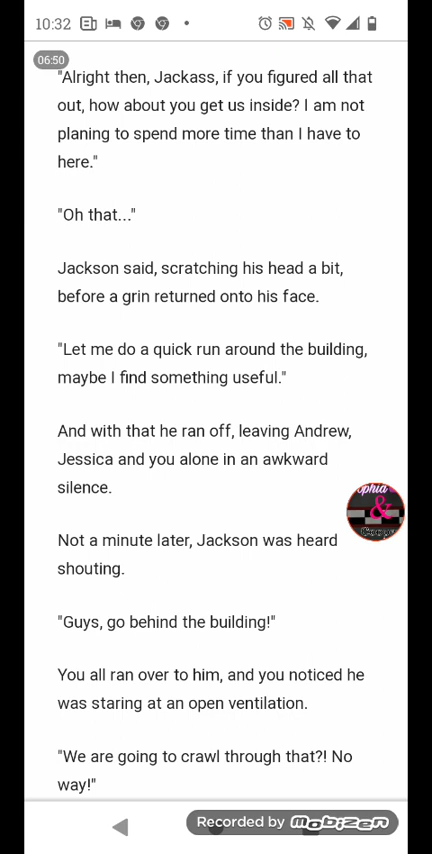 10:32
06:50
"Alright then, Jackass, if you figured all that
out, how about you get us inside? I am not
planing to spend more time than I have to
here."
"Oh that..."
Jackson said, scratching his head a bit,
before a grin returned onto his face.
"Let me do a quick run around the building,
maybe I find something useful."
And with that he ran off, leaving Andrew,
Jessica and you alone in an awkward
silence.
ophia
&
Not a minute later, Jackson was heard
shouting.
"Guys, go behind the building!"
You all ran over to him, and you noticed he
was staring at an open ventilation.
"We are going to crawl through that?! No
way!"
Recorded by mobizen